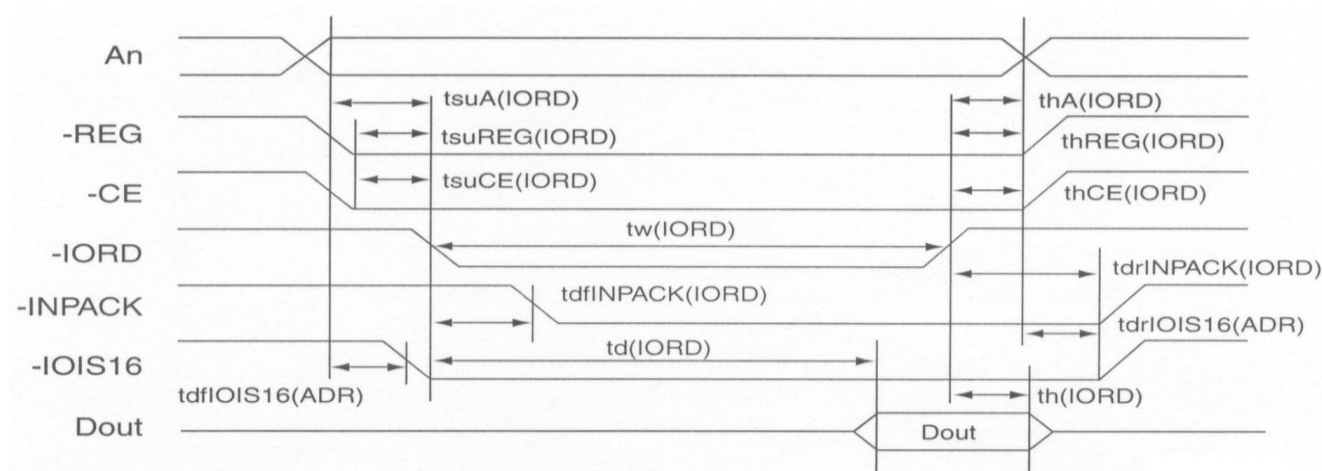 An
tsuA(IORD)
thA(IORD)
-REG
tsuREG(IORD)
thREG(IORD)
-CE
tsuCE(IORD)
thCE(IORD)
-IORD
tw(IORD)
tdrINPACK(IORD)
-INPACK
tdfINPACK(IORD)
tdrIOIS16(ADR)
-IOIS16
td(IORD)
tdfIOIS16(ADR)
th(IORD)
Dout
Dout